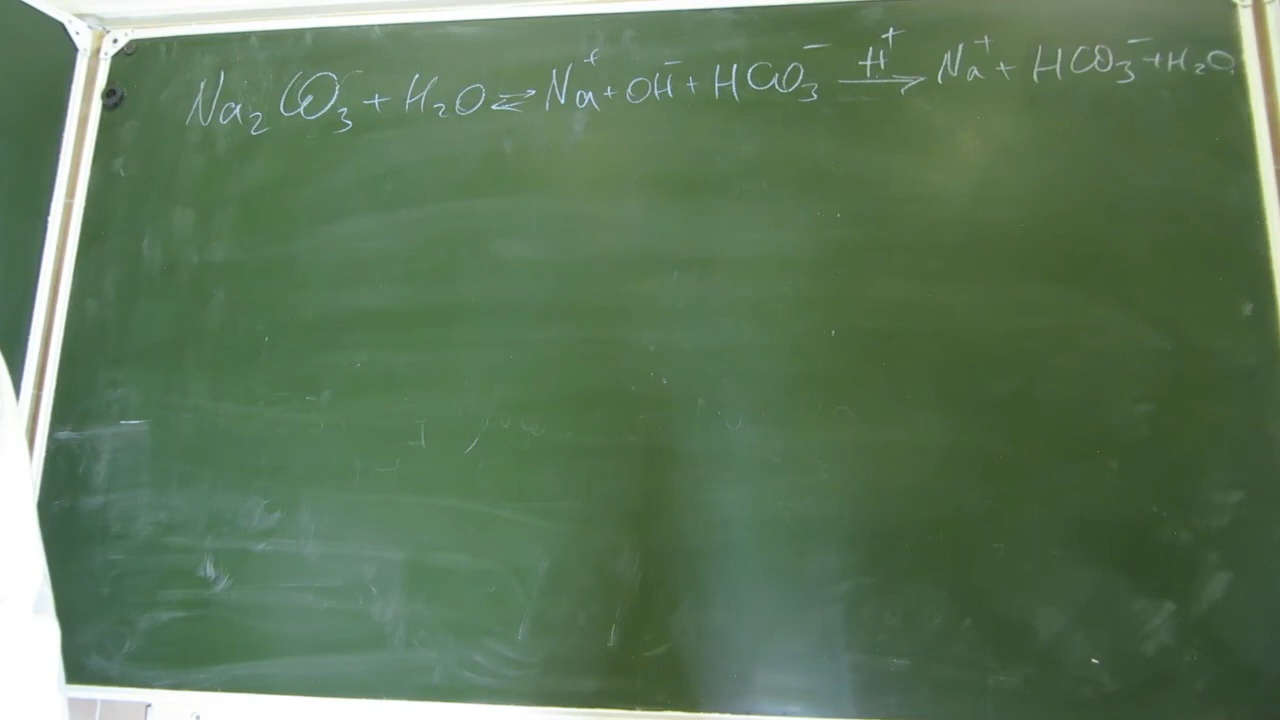 Na₂CO₃ + H₂O ⇄ Na⁺ + OH⁻ + HCO₃⁻ —H⁺→ Na⁺ + HCO₃⁻ + H₂O